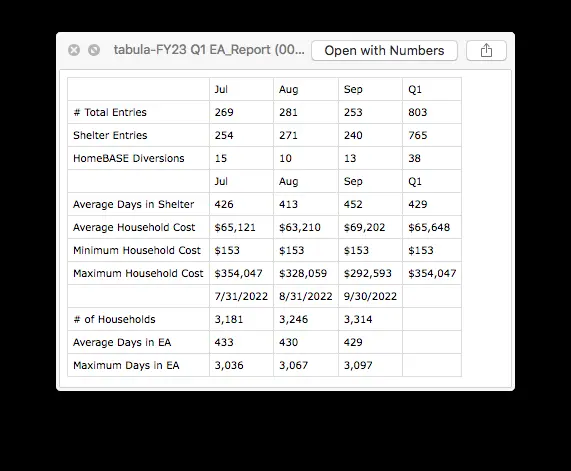 tabula-FY23 Q1 EA_Report (00... Open with Numbers
Jul Aug Sep Q1
# Total Entries 269 281 253 803
Shelter Entries 254 271 240 765
HomeBASE Diversions 15 10 13 38
Jul Aug Sep Q1
Average Days in Shelter 426 413 452 429
Average Household Cost $65,121 $63,210 $69,202 $65,648
Minimum Household Cost $153 $153 $153 $153
Maximum Household Cost $354,047 $328,059 $292,593 $354,047
7/31/2022 8/31/2022 9/30/2022
# of Households 3,181 3,246 3,314
Average Days in EA 433 430 429
Maximum Days in EA 3,036 3,067 3,097